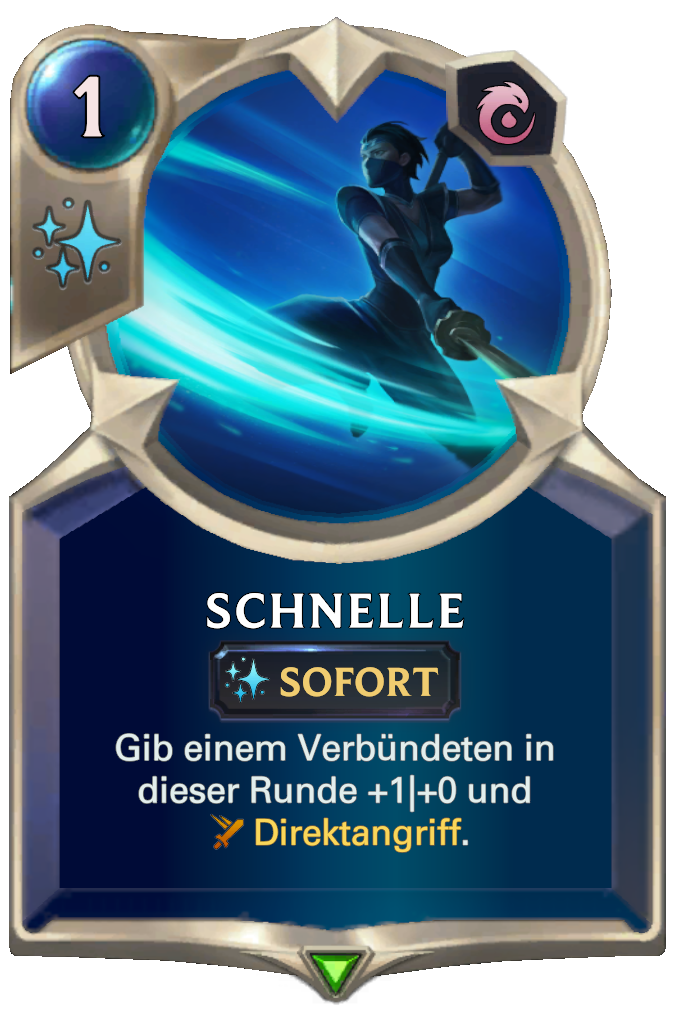 1
SCHNELLE
SOFORT
Gib einem Verbündeten in
dieser Runde +1|+0 und
Direktangriff.